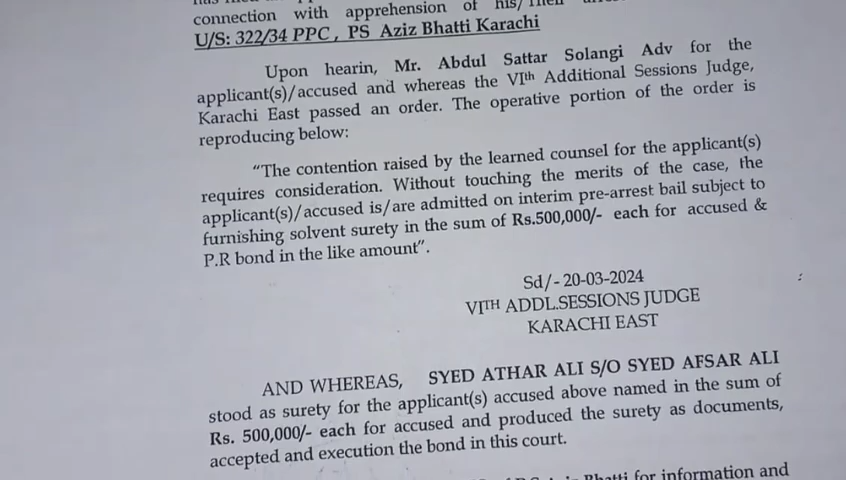 connection with apprehension of his/Their
U/S: 322/34 PPC, PS Aziz Bhatti Karachi
Upon hearin, Mr. Abdul Sattar Solangi Adv for the
applicant(s)/accused and whereas the VIth Additional Sessions Judge,
Karachi East passed an order. The operative portion of the order is
reproducing below:
"The contention raised by the learned counsel for the applicant(s)
requires consideration. Without touching the merits of the case, the
applicant(s)/accused is/are admitted on interim pre-arrest bail subject to
furnishing solvent surety in the sum of Rs.500,000/- each for accused &
P.R bond in the like amount".
Sd/- 20-03-2024
VITH ADDL.SESSIONS JUDGE
KARACHI EAST
AND WHEREAS, SYED ATHAR ALI S/O SYED AFSAR ALI
stood as surety for the applicant(s) accused above named in the sum of
Rs. 500,000/- each for accused and produced the surety as documents,
accepted and execution the bond in this court.
Bhatti for information and